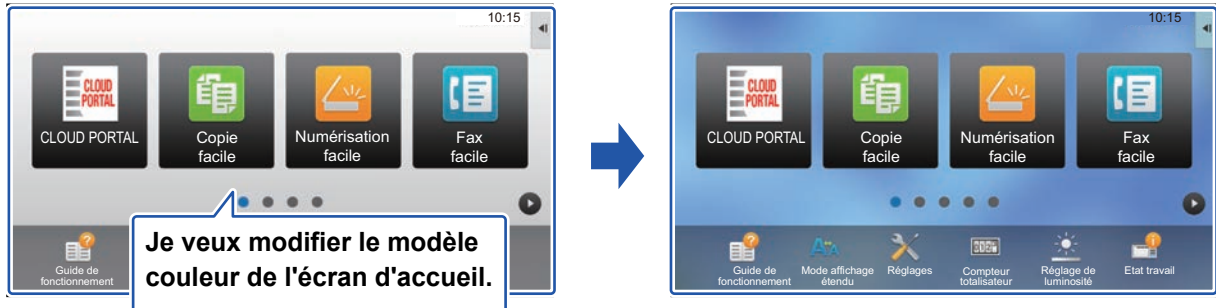 10:15
CLOUD
PORTAL
CLOUD PORTAL
Copie
facile
Numérisation
facile
Fax
facile
Guide de
fonctionnement
Je veux modifier le modèle
couleur de l'écran d'accueil.
10:15
CLOUD
PORTAL
CLOUD PORTAL
Copie
facile
Numérisation
facile
Fax
facile
Guide de
fonctionnement
Mode affichage
étendu
Réglages
Compteur
totalisateur
Réglage de
luminosité
Etat travail